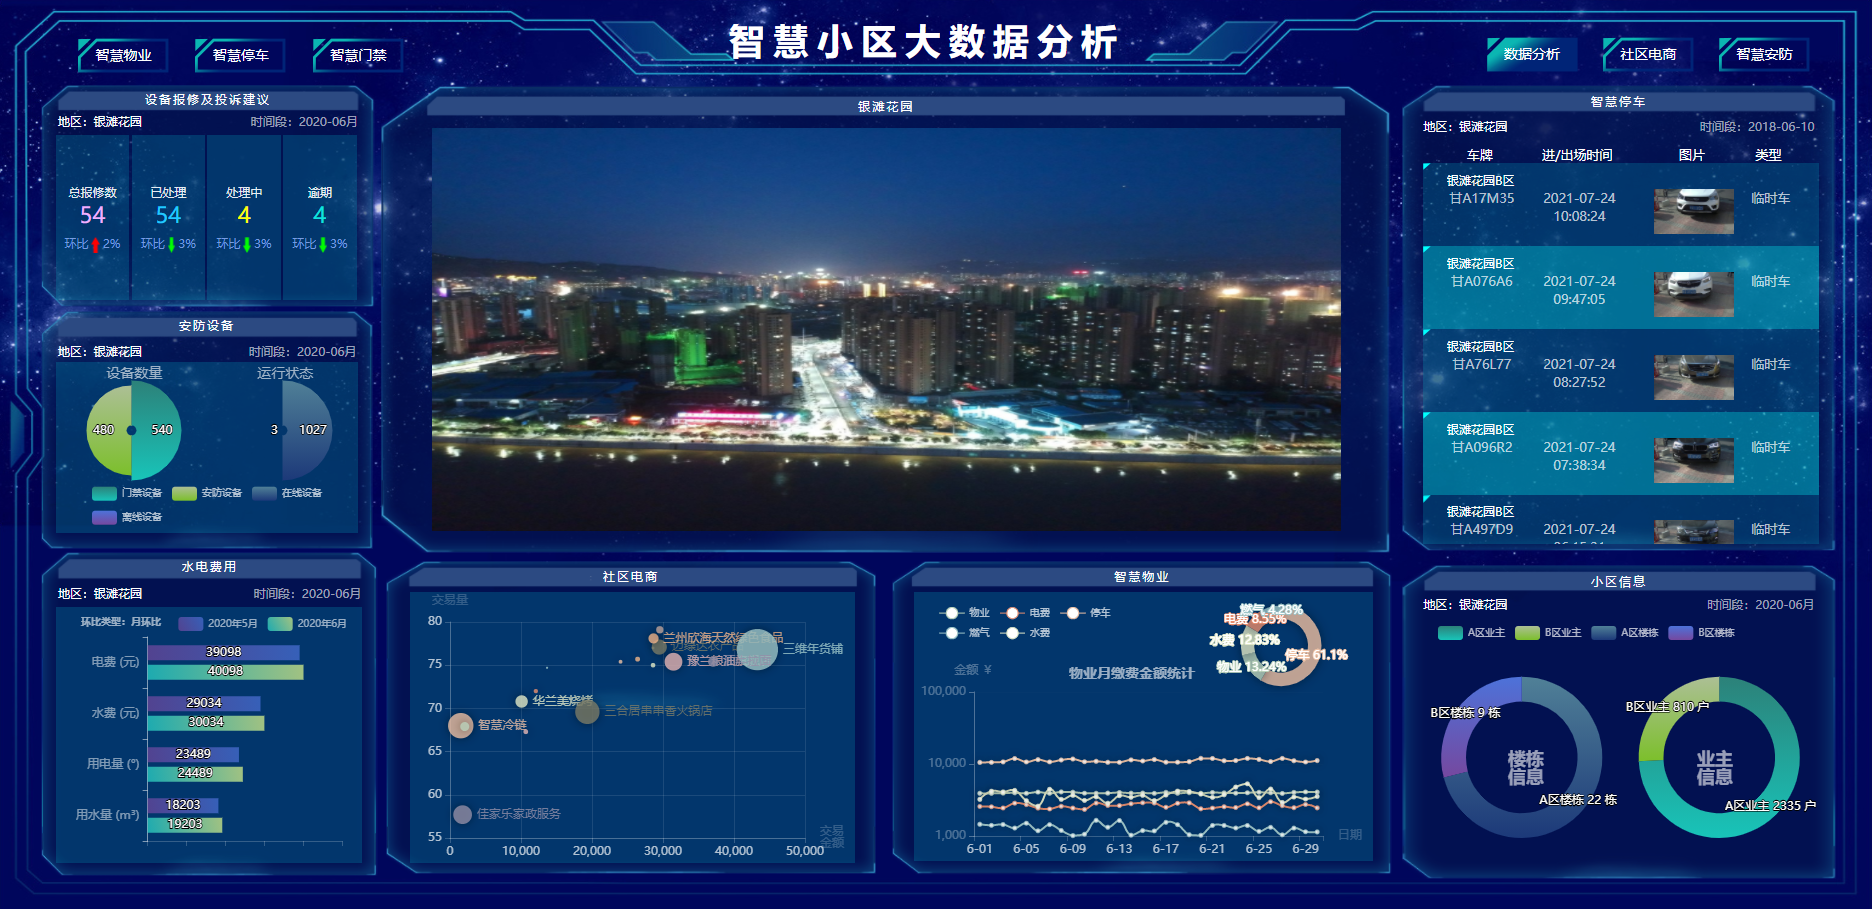 智慧小区大数据分析
智慧物业
智慧停车
智慧门禁
数据分析
社区电商
智慧安防
设备报修及投诉建议
地区：银滩花园
时间段：2020-06月
总报修数
54
环比 2%
已处理
54
环比 3%
处理中
4
环比 3%
逾期
4
环比 3%
安防设备
地区：银滩花园
时间段：2020-06月
设备数量
运行状态
480
540
3
1027
门禁设备
安防设备
在线设备
离线设备
水电费用
地区：银滩花园
时间段：2020-06月
环比类型：月环比
2020年5月
2020年6月
电费 (元)
39098
40098
水费 (元)
29034
30034
用电量 (°)
23489
24489
用水量 (m³)
18203
19203
银滩花园
社区电商
交易量
80
75
70
65
60
55
0
10,000
20,000
30,000
40,000
50,000
交易
金额
兰州欣海天然绿色食品
三维年货铺
华兰美烧烤
三合居串串香火锅店
智慧冷链
佳家乐家政服务
智慧物业
物业
电费
停车
燃气
水费
燃气 4.28%
电费 8.55%
水费 12.83%
物业 13.24%
停车 61.1%
金额 ¥
物业月缴费金额统计
100,000
10,000
1,000
日期
6-01
6-05
6-09
6-13
6-17
6-21
6-25
6-29
智慧停车
地区：银滩花园
时间段：2018-06-10
车牌
进/出场时间
图片
类型
银滩花园B区
甘A17M35
2021-07-24
10:08:24
临时车
银滩花园B区
甘A076A6
2021-07-24
09:47:05
临时车
银滩花园B区
甘A76L77
2021-07-24
08:27:52
临时车
银滩花园B区
甘A096R2
2021-07-24
07:38:34
临时车
银滩花园B区
甘A497D9
2021-07-24
临时车
小区信息
地区：银滩花园
时间段：2020-06月
A区业主
B区业主
A区楼栋
B区楼栋
B区楼栋 9 栋
楼栋
信息
A区楼栋 22 栋
B区业主 810 户
业主
信息
A区业主 2335 户